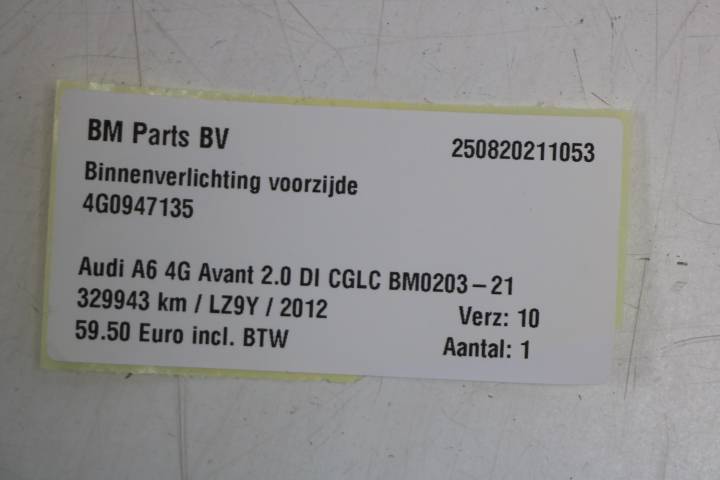 BM Parts BV 250820211053
Binnenverlichting voorzijde
4G0947135
Audi A6 4G Avant 2.0 DI CGLC BM0203-21
329943 km / LZ9Y / 2012 Verz: 10
59.50 Euro incl. BTW Aantal: 1